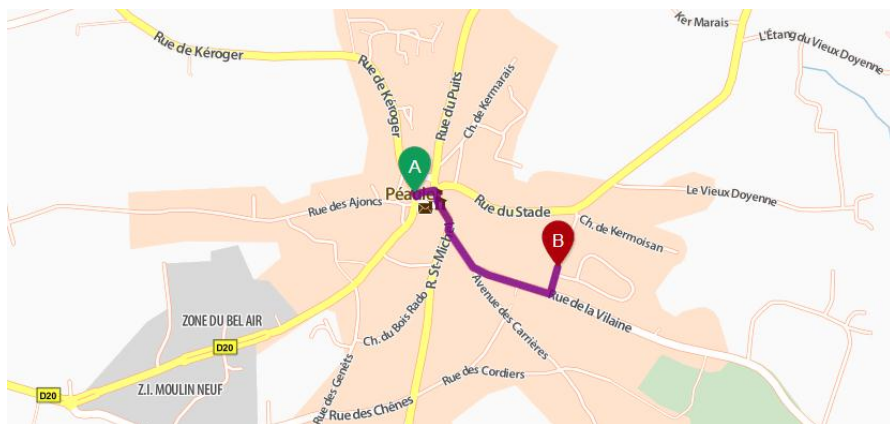 Ker Marais
L'Étang du Vieux Doyenne
Rue de Kéroger
Rue de Kéroger
Rue du Puits
Ch. de Kermarais
A
Péaule
Rue des Ajoncs
Le Vieux Doyenne
Rue du Stade
Ch. de Kermoisan
B
R. St-Michel
Avenue des Carrières
Rue de la Vilaine
ZONE DU BEL AIR
Ch. du Bois Rado
D20
Rue des Genêts
Rue des Cordiers
Z.I. MOULIN NEUF
D20
Rue des Chênes